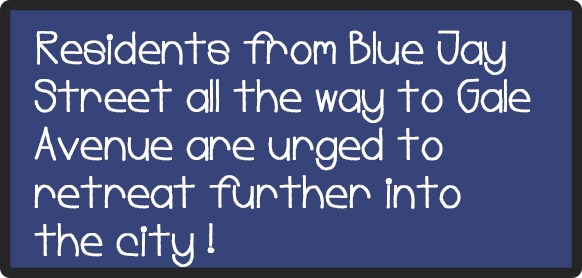 Residents from Blue Jay
Street all the way to Gale
Avenue are urged to
retreat further into
the city!